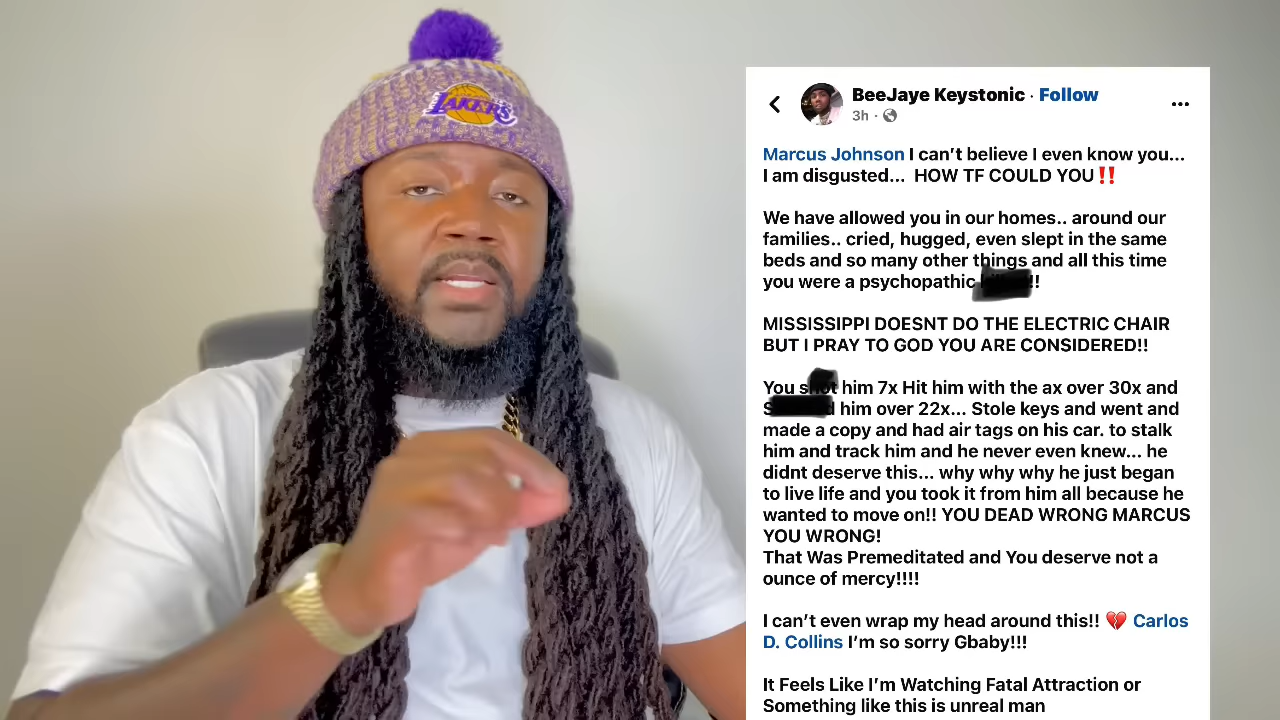 LAKERS
BeeJaye Keystonic · Follow
3h ·
Marcus Johnson I can't believe I even know you...
I am disgusted... HOW TF COULD YOU‼️
We have allowed you in our homes.. around our
families.. cried, hugged, even slept in the same
beds and so many other things and all this time
you were a psychopathic !!
MISSISSIPPI DOESNT DO THE ELECTRIC CHAIR
BUT I PRAY TO GOD YOU ARE CONSIDERED!!
You him 7x Hit him with the ax over 30x and
him over 22x... Stole keys and went and
made a copy and had air tags on his car. to stalk
him and track him and he never even knew... he
didnt deserve this... why why why he just began
to live life and you took it from him all because he
wanted to move on!! YOU DEAD WRONG MARCUS
YOU WRONG!
That Was Premeditated and You deserve not a
ounce of mercy!!!!
I can't even wrap my head around this!! 💔 Carlos
D. Collins I'm so sorry Gbaby!!!
It Feels Like I'm Watching Fatal Attraction or
Something like this is unreal man